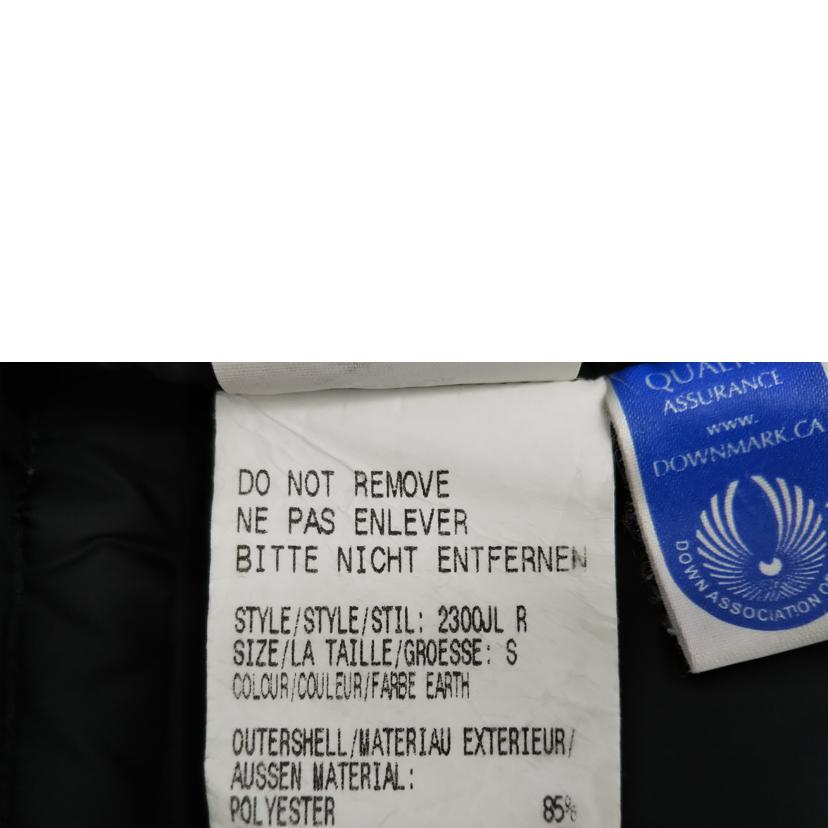 DO NOT REMOVE
NE PAS ENLEVER
BITTE NICHT ENTFERNEN
STYLE/STYLE/STIL: 2300JL R
SIZE/LA TAILLE/GROESSE: S
COLOUR/COULEUR/FARBE EARTH
OUTERSHELL/MATERIAU EXTERIEUR/
AUSSEN MATERIAL:
POLYESTER 85%
ASSURANCE
www.
DOWNMARK.CA
DOWN ASSOCIATION